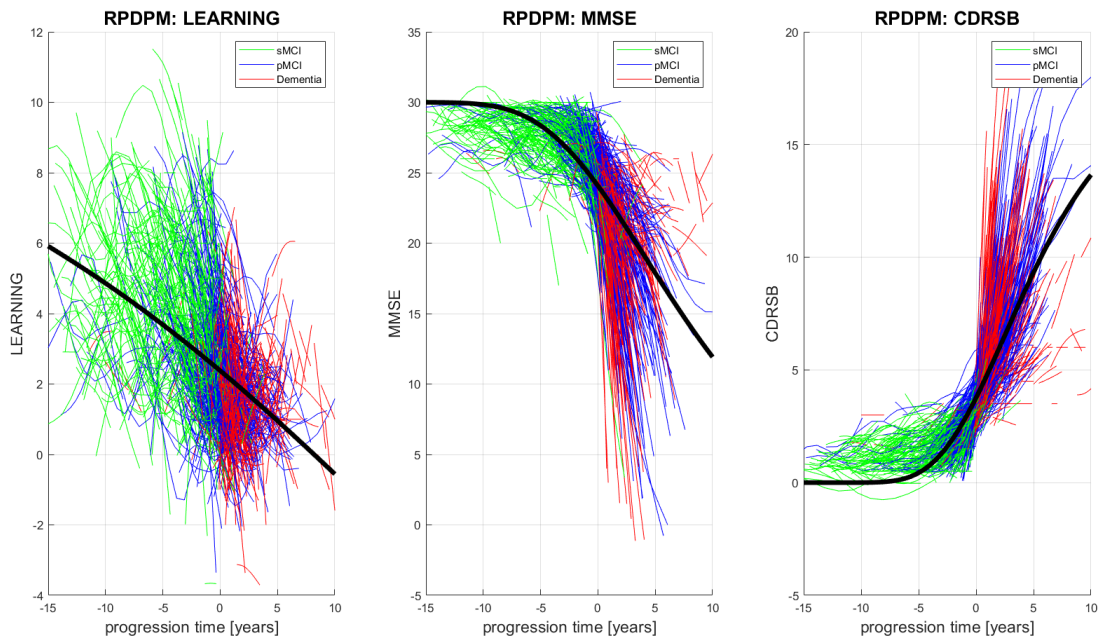 RPDPM: LEARNING
12
10
8
6
4
2
0
-2
-4
LEARNING
-15 -10 -5 0 5 10
progression time [years]
sMCI
pMCI
Dementia
RPDPM: MMSE
35
30
25
20
15
10
5
0
-5
MMSE
-15 -10 -5 0 5 10
progression time [years]
sMCI
pMCI
Dementia
RPDPM: CDRSB
20
15
10
5
0
-5
CDRSB
-15 -10 -5 0 5 10
progression time [years]
sMCI
pMCI
Dementia